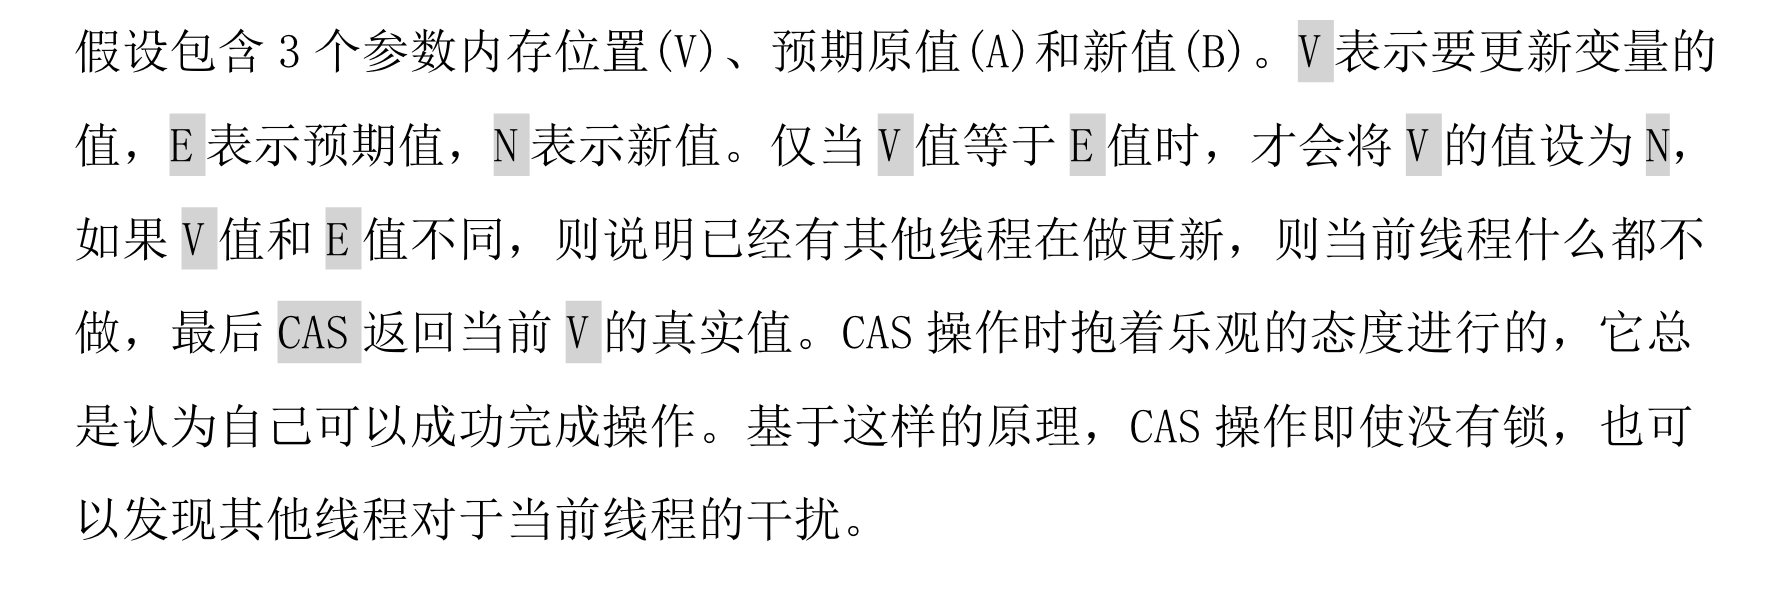 假设包含 3 个参数内存位置(V)、预期原值(A)和新值(B)。V 表示要更新变量的
值，E 表示预期值，N 表示新值。仅当 V 值等于 E 值时，才会将 V 的值设为 N，
如果 V 值和 E 值不同，则说明已经有其他线程在做更新，则当前线程什么都不
做，最后 CAS 返回当前 V 的真实值。CAS 操作时抱着乐观的态度进行的，它总
是认为自己可以成功完成操作。基于这样的原理，CAS 操作即使没有锁，也可
以发现其他线程对于当前线程的干扰。